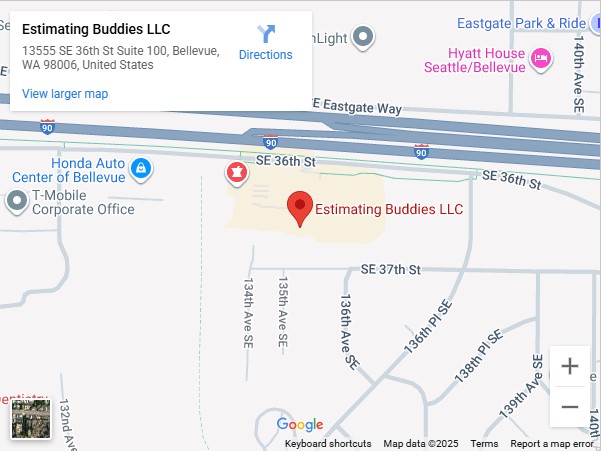 Estimating Buddies LLC
13555 SE 36th St Suite 100, Bellevue,
WA 98006, United States
Directions
View larger map
Eastgate Park & Ride
Hyatt House
Seattle/Bellevue
140th Ave SE
SE Eastgate Way
90
90
90
SE 36th St
SE 36th St
Honda Auto
Center of Bellevue
T-Mobile
Corporate Office
Estimating Buddies LLC
SE 37th St
134th Ave SE
135th Ave SE
136th Ave SE
136th Pl SE
138th Pl SE
139th Ave SE
140th
132nd Ave
Google
Keyboard shortcuts
Map data ©2025
Terms
Report a map error